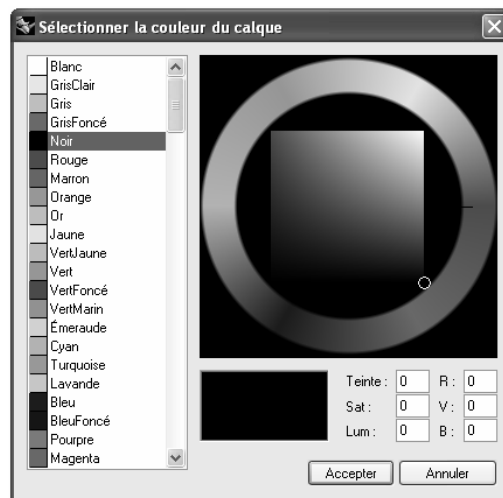 Sélectionner la couleur du calque
Blanc
GrisClair
Gris
GrisFoncé
Noir
Rouge
Marron
Orange
Or
Jaune
VertJaune
Vert
VertFoncé
VertMarin
Émeraude
Cyan
Turquoise
Lavande
Bleu
BleuFoncé
Pourpre
Magenta
Teinte : 0 R : 0
Sat : 0 V : 0
Lum : 0 B : 0
Accepter Annuler